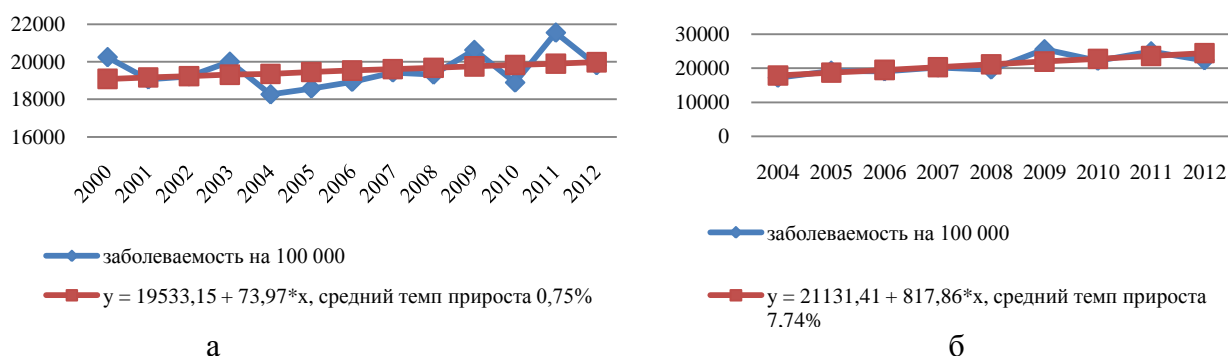 22000
20000
18000
16000
2000 2001 2002 2003 2004 2005 2006 2007 2008 2009 2010 2011 2012
заболеваемость на 100 000
y = 19533,15 + 73,97*x, средний темп прироста 0,75%
а
30000
20000
10000
0
2004 2005 2006 2007 2008 2009 2010 2011 2012
заболеваемость на 100 000
y = 21131,41 + 817,86*x, средний темп прироста
7,74%
б